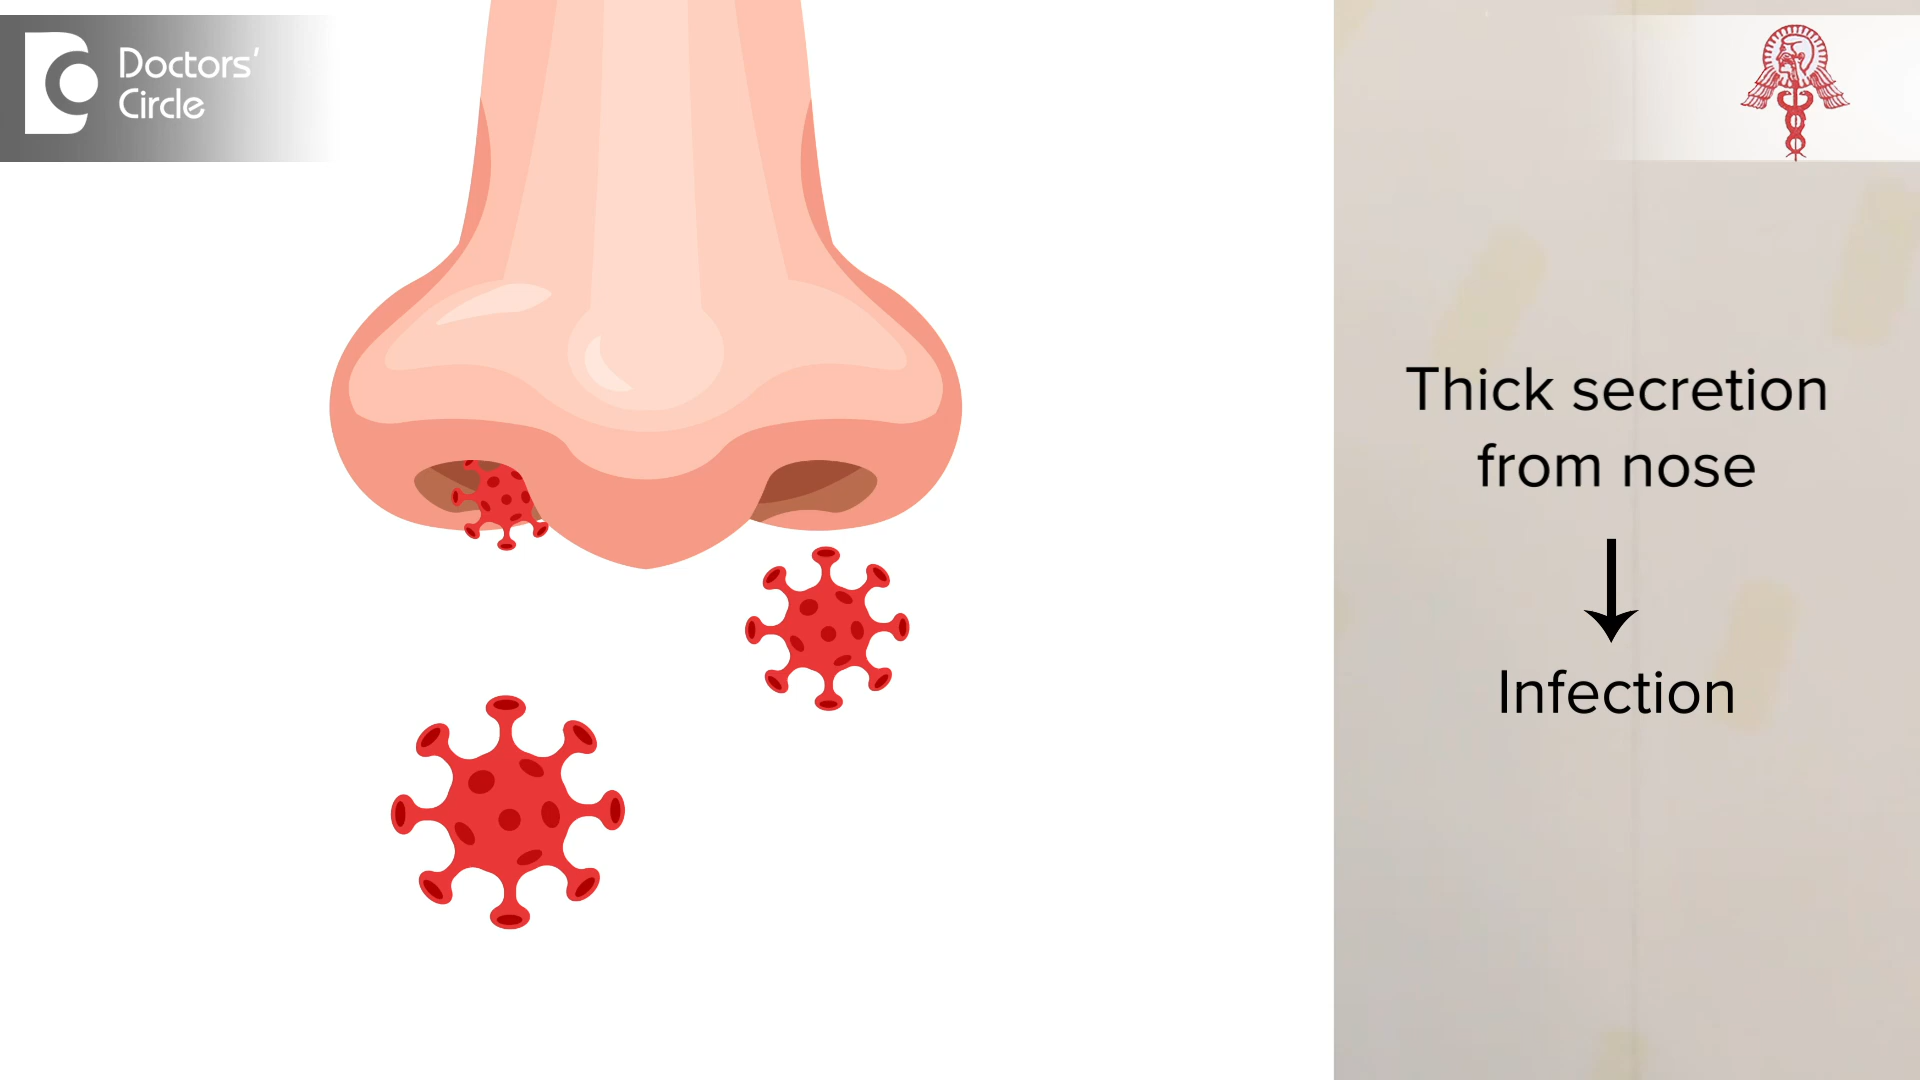 Doctors'
Circle
Thick secretion
from nose
Infection